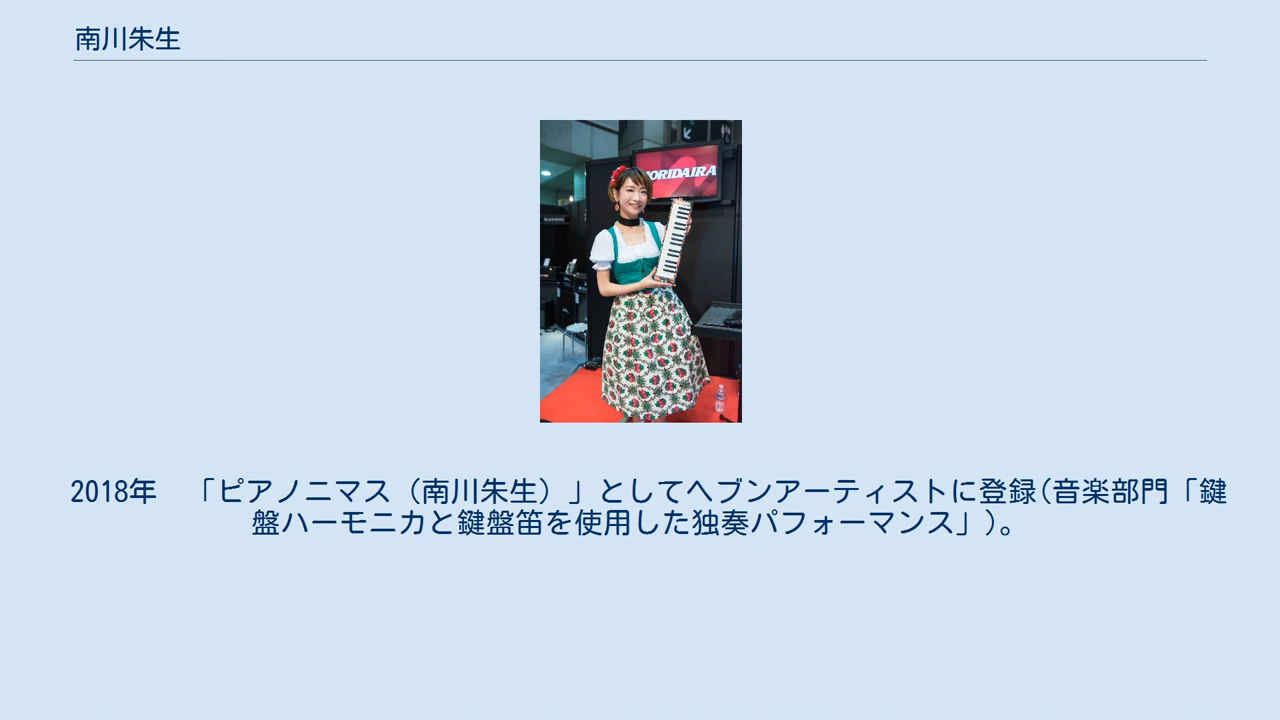 南川朱生
ORIDAIRA
2018年　「ピアノニマス（南川朱生）」としてヘブンアーティストに登録(音楽部門「鍵
盤ハーモニカと鍵盤笛を使用した独奏パフォーマンス」)。